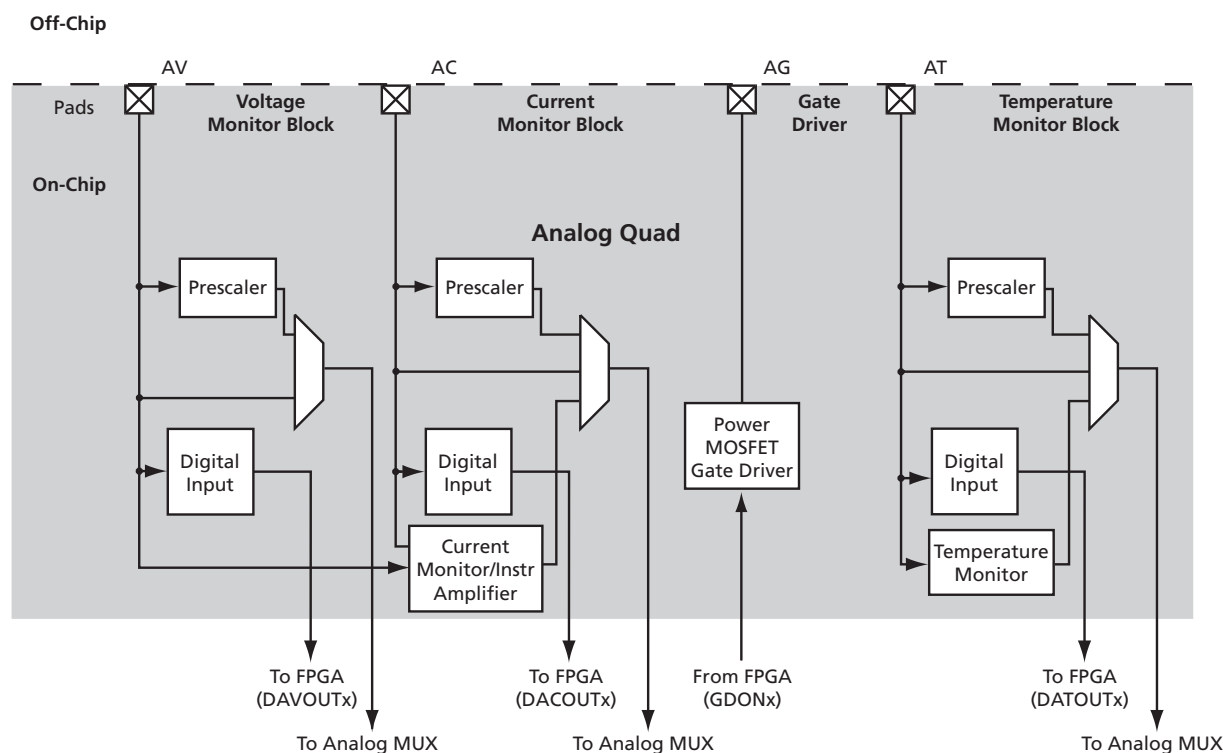 Off-Chip
AV
AC
AG
AT
Pads
Voltage
Monitor Block
Current
Monitor Block
Gate
Driver
Temperature
Monitor Block
On-Chip
Analog Quad
Prescaler
Prescaler
Prescaler
Power
MOSFET
Gate Driver
Digital
Input
Digital
Input
Digital
Input
Current
Monitor/Instr
Amplifier
Temperature
Monitor
To FPGA
(DAVOUTx)
To FPGA
(DACOUTx)
From FPGA
(GDONx)
To FPGA
(DATOUTx)
To Analog MUX
To Analog MUX
To Analog MUX